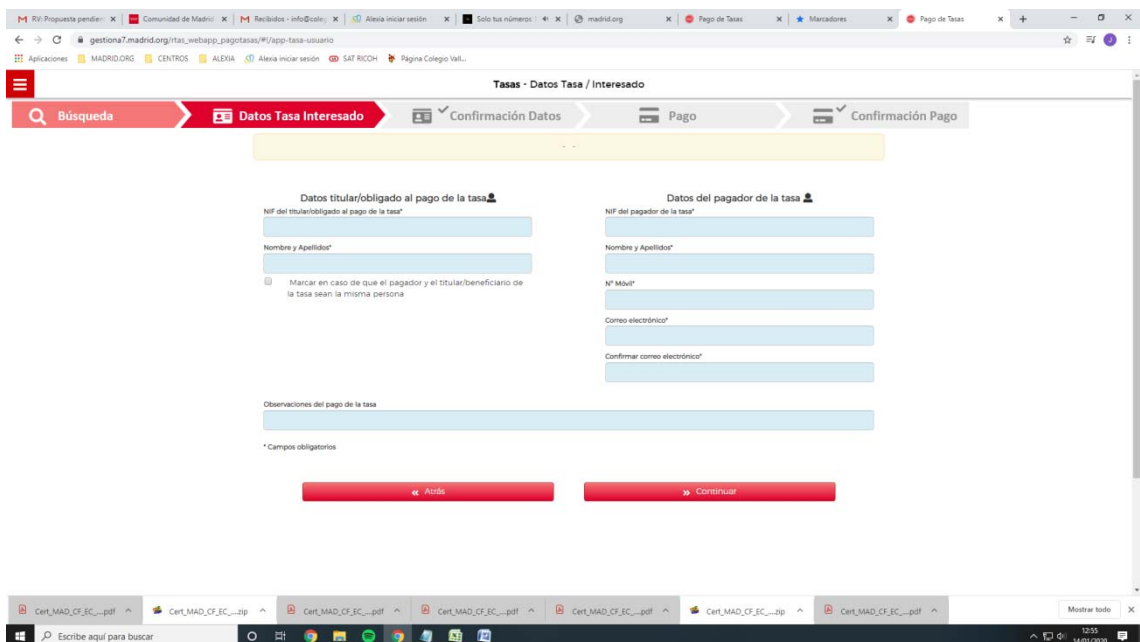 RV: Propuesta pendien
Comunidad de Madrid
Recibidos - info@coleg
Alexia iniciar sesión
Solo tus números
madrid.org
Pago de Tasas
Marcadores
Pago de Tasas
gestiona7.madrid.org/rtas_webapp_pagotasas/#!/app-tasa-usuario
J
Aplicaciones
MADRID.ORG
CENTROS
ALEXIA
Alexia iniciar sesión
SAT RICOH
Página Colegio Vall...
Tasas - Datos Tasa / Interesado
Búsqueda
Datos Tasa Interesado
Confirmación Datos
Pago
Confirmación Pago
- -
Datos titular/obligado al pago de la tasa
NIF del titular/obligado al pago de la tasa*
Nombre y Apellidos*
Marcar en caso de que el pagador y el titular/beneficiario de
la tasa sean la misma persona
Datos del pagador de la tasa
NIF del pagador de la tasa*
Nombre y Apellidos*
Nº Móvil*
Correo electrónico*
Confirmar correo electrónico*
Observaciones del pago de la tasa
* Campos obligatorios
« Atrás
» Continuar
Cert_MAD_CF_EC_....pdf
Cert_MAD_CF_EC_....zip
Cert_MAD_CF_EC_....pdf
Cert_MAD_CF_EC_....pdf
Cert_MAD_CF_EC_....pdf
Cert_MAD_CF_EC_....zip
Cert_MAD_CF_EC_....pdf
Mostrar todo
Escribe aquí para buscar
12:55
14/01/2020